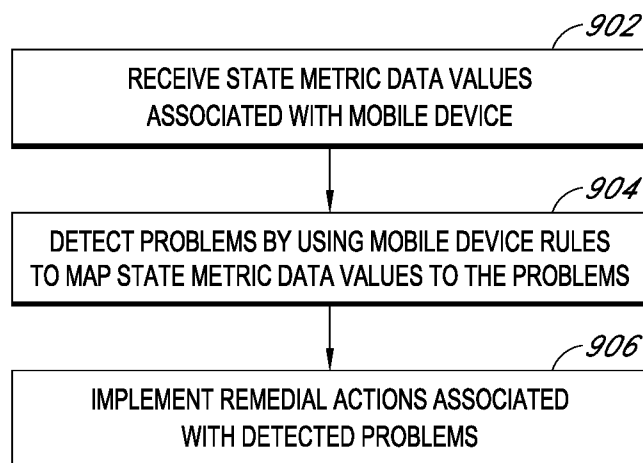 902
RECEIVE STATE METRIC DATA VALUES
ASSOCIATED WITH MOBILE DEVICE
904
DETECT PROBLEMS BY USING MOBILE DEVICE RULES
TO MAP STATE METRIC DATA VALUES TO THE PROBLEMS
906
IMPLEMENT REMEDIAL ACTIONS ASSOCIATED
WITH DETECTED PROBLEMS